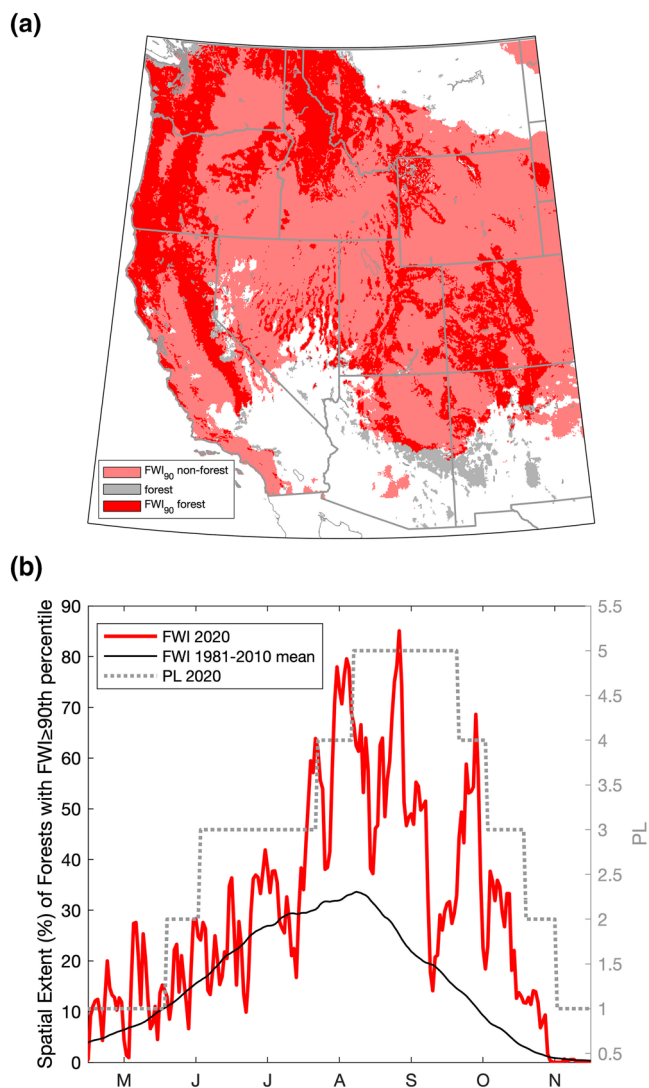 (a)
FWI90 non-forest
forest
FWI90 forest
(b)
Spatial Extent (%) of Forests with FWI≥90th percentile
90
80
70
60
50
40
30
20
10
0
FWI 2020
FWI 1981-2010 mean
PL 2020
5.5
5
4.5
4
3.5
3
2.5
2
1.5
1
0.5
PL
M J J A S O N